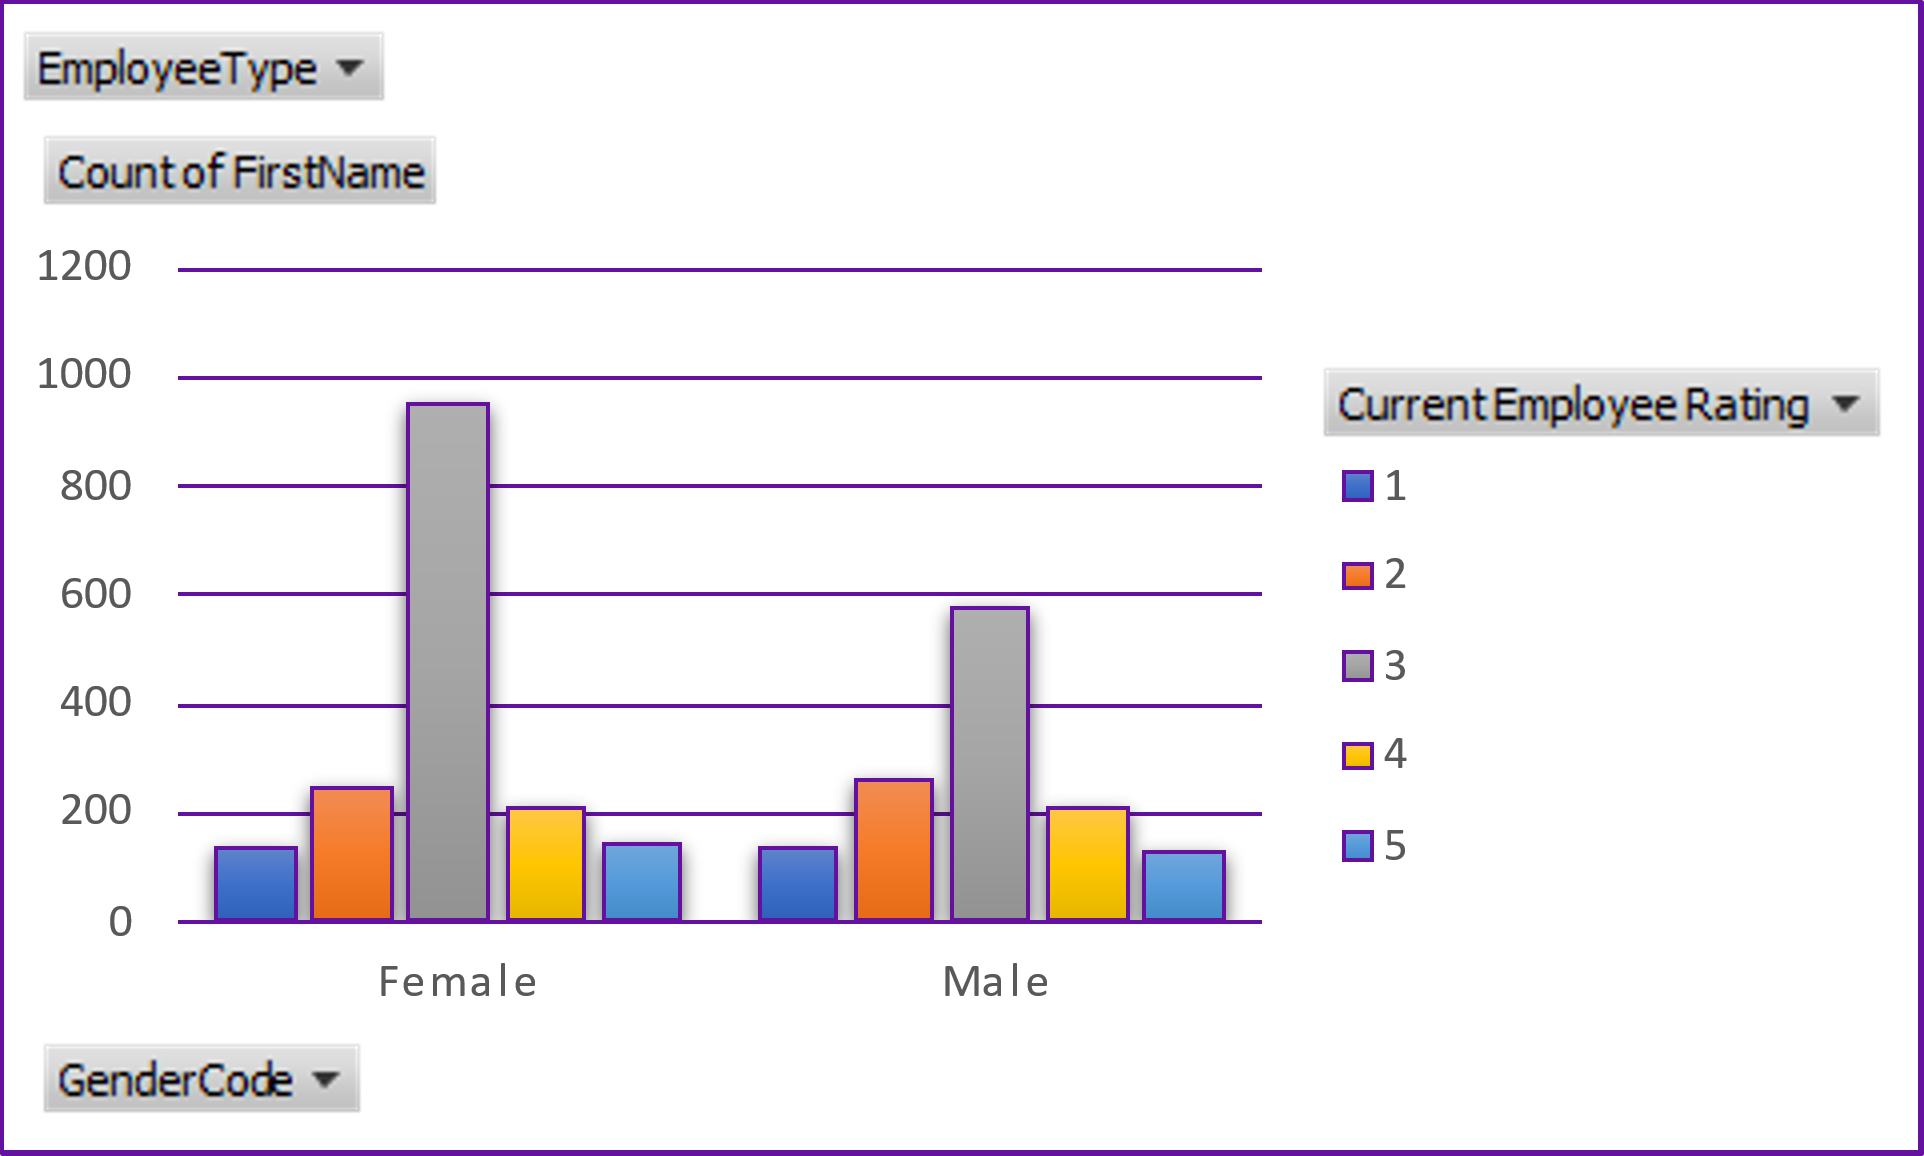 EmployeeType
Count of FirstName
1200
1000
800
600
400
200
0
Female Male
GenderCode
Current Employee Rating
1
2
3
4
5